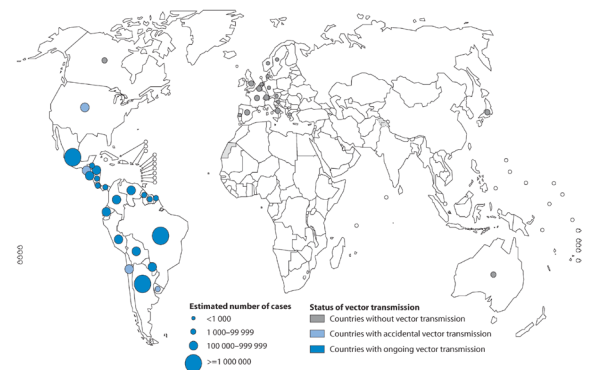 Estimated number of cases
<1 000
1 000–99 999
100 000–999 999
>=1 000 000
Status of vector transmission
Countries without vector transmission
Countries with accidental vector transmission
Countries with ongoing vector transmission